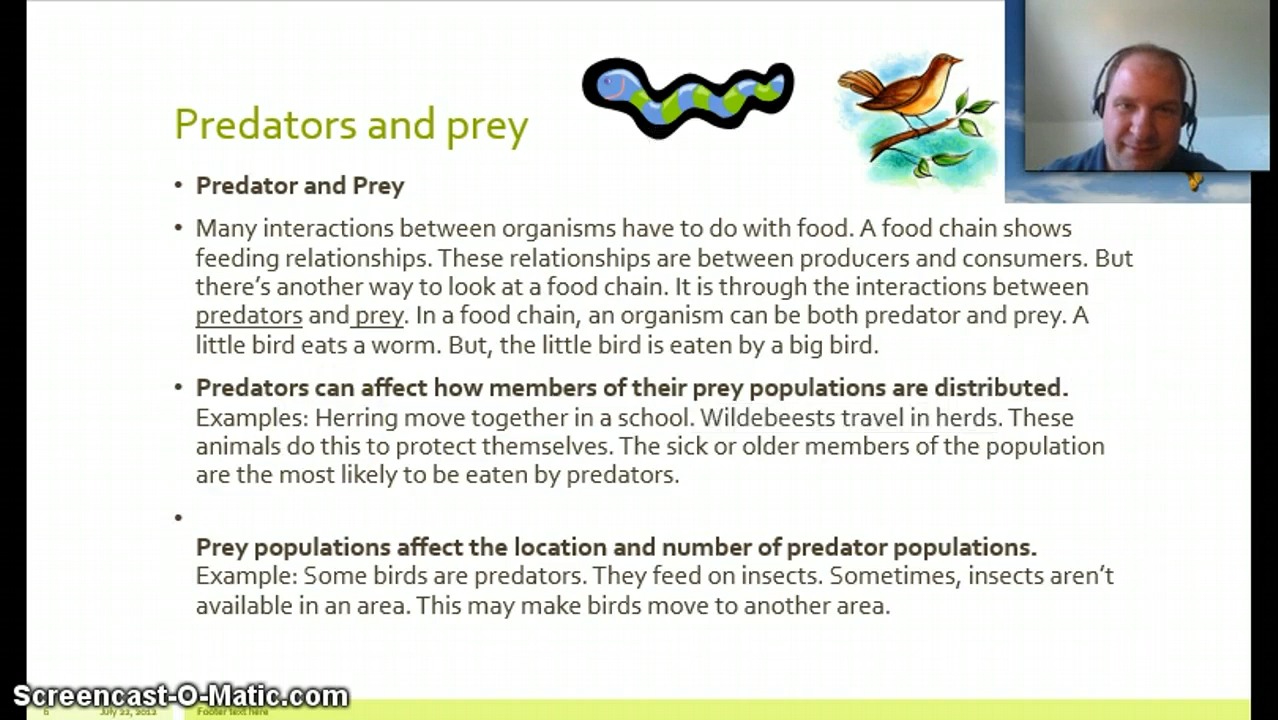 Predators and prey
• Predator and Prey
• Many interactions between organisms have to do with food. A food chain shows
feeding relationships. These relationships are between producers and consumers. But
there’s another way to look at a food chain. It is through the interactions between
predators and prey. In a food chain, an organism can be both predator and prey. A
little bird eats a worm. But, the little bird is eaten by a big bird.
• Predators can affect how members of their prey populations are distributed.
Examples: Herring move together in a school. Wildebeests travel in herds. These
animals do this to protect themselves. The sick or older members of the population
are the most likely to be eaten by predators.
•
Prey populations affect the location and number of predator populations.
Example: Some birds are predators. They feed on insects. Sometimes, insects aren’t
available in an area. This may make birds move to another area.
Screencast-O-Matic.com
6 July 22, 2012 Footer text here